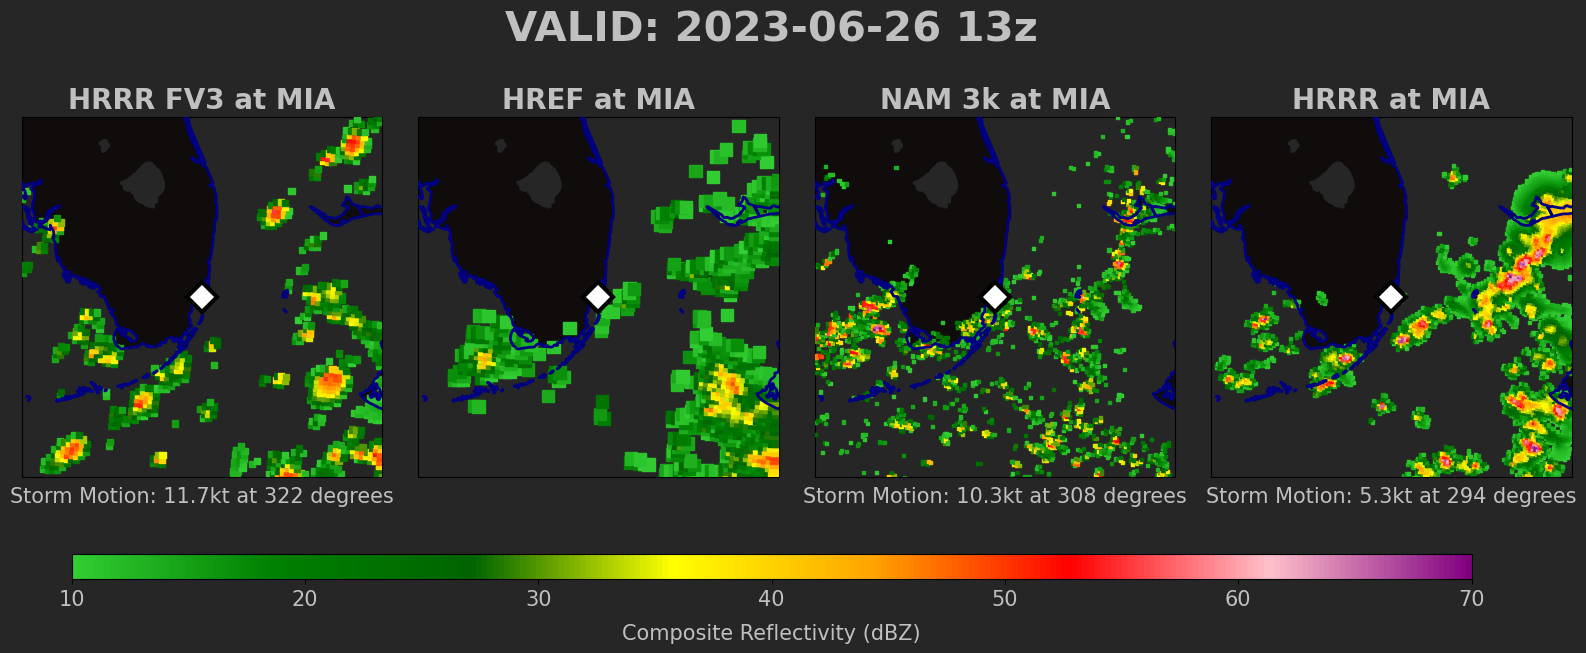 VALID: 2023-06-26 13z
HRRR FV3 at MIA
HREF at MIA
NAM 3k at MIA
HRRR at MIA
Storm Motion: 11.7kt at 322 degrees
Storm Motion: 10.3kt at 308 degrees
Storm Motion: 5.3kt at 294 degrees
10 20 30 40 50 60 70
Composite Reflectivity (dBZ)